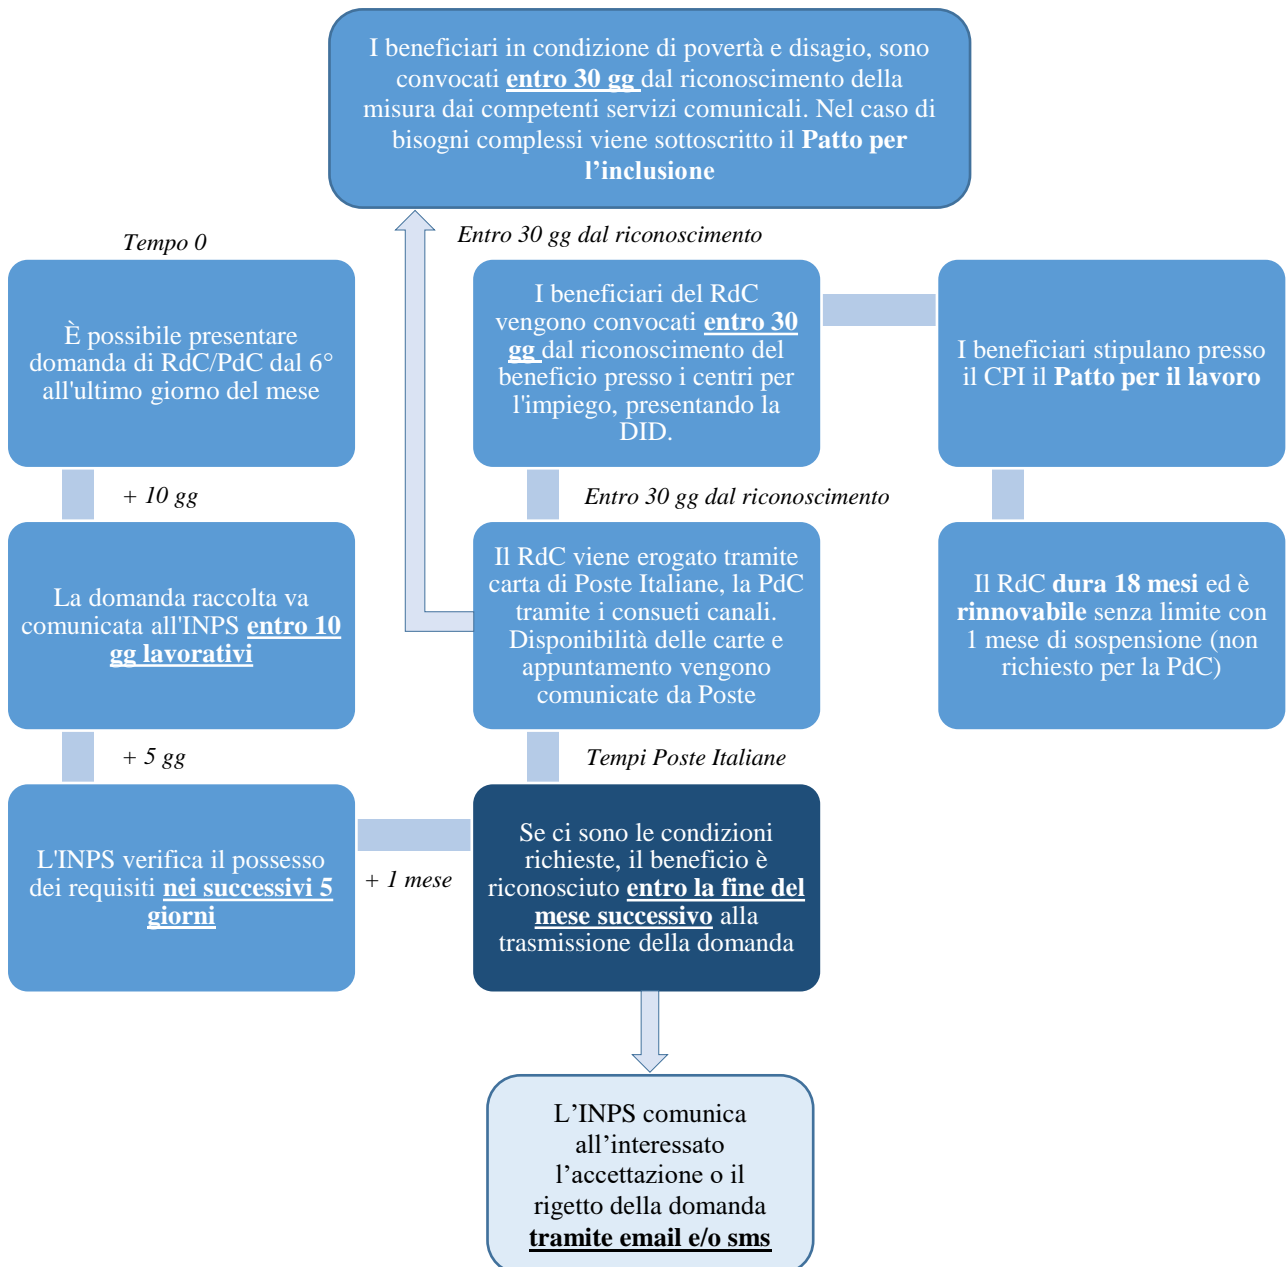 I beneficiari in condizione di povertà e disagio, sono
convocati entro 30 gg dal riconoscimento della
misura dai competenti servizi comunicali. Nel caso di
bisogni complessi viene sottoscritto il Patto per
l’inclusione
Tempo 0
È possibile presentare
domanda di RdC/PdC dal 6°
all'ultimo giorno del mese
+ 10 gg
La domanda raccolta va
comunicata all'INPS entro 10
gg lavorativi
+ 5 gg
L'INPS verifica il possesso
dei requisiti nei successivi 5
giorni
+ 1 mese
Se ci sono le condizioni
richieste, il beneficio è
riconosciuto entro la fine del
mese successivo alla
trasmissione della domanda
L’INPS comunica
all’interessato
l’accettazione o il
rigetto della domanda
tramite email e/o sms
Tempi Poste Italiane
Il RdC viene erogato tramite
carta di Poste Italiane, la PdC
tramite i consueti canali.
Disponibilità delle carte e
appuntamento vengono
comunicate da Poste
Entro 30 gg dal riconoscimento
I beneficiari del RdC
vengono convocati entro 30
gg dal riconoscimento del
beneficio presso i centri per
l'impiego, presentando la
DID.
Entro 30 gg dal riconoscimento
I beneficiari stipulano presso
il CPI il Patto per il lavoro
Il RdC dura 18 mesi ed è
rinnovabile senza limite con
1 mese di sospensione (non
richiesto per la PdC)